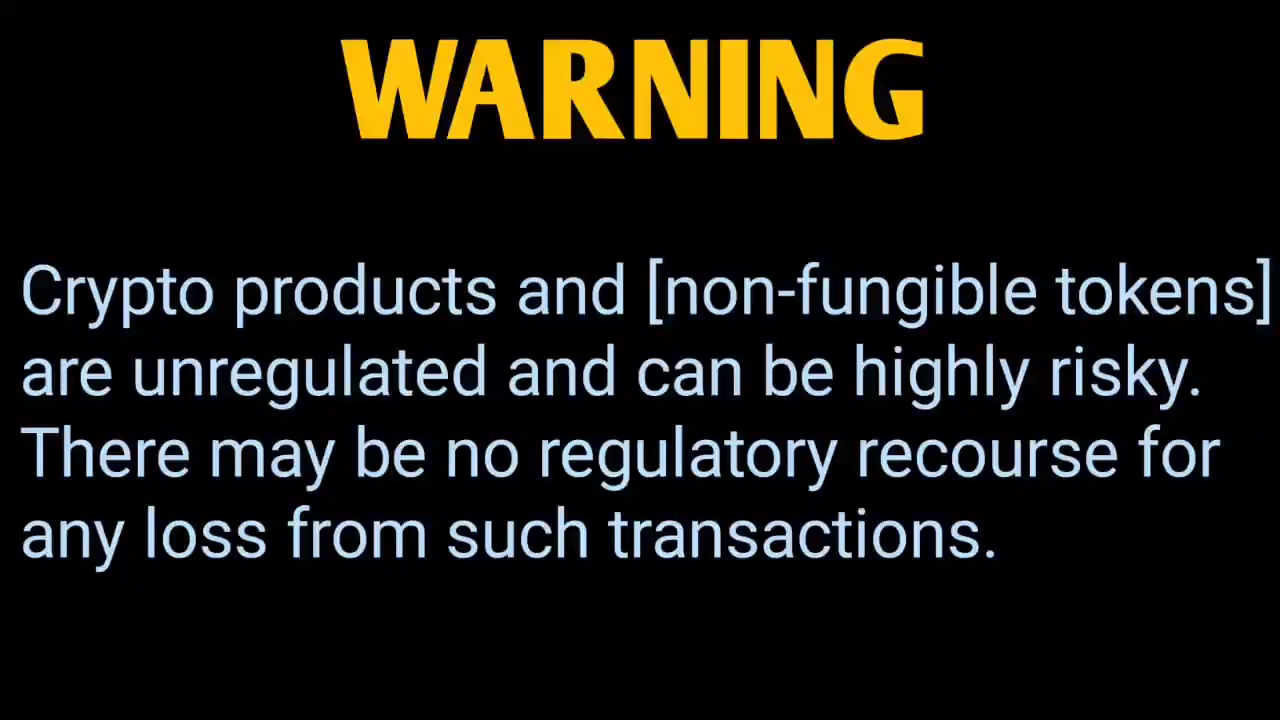 WARNING
Crypto products and [non-fungible tokens]
are unregulated and can be highly risky.
There may be no regulatory recourse for
any loss from such transactions.